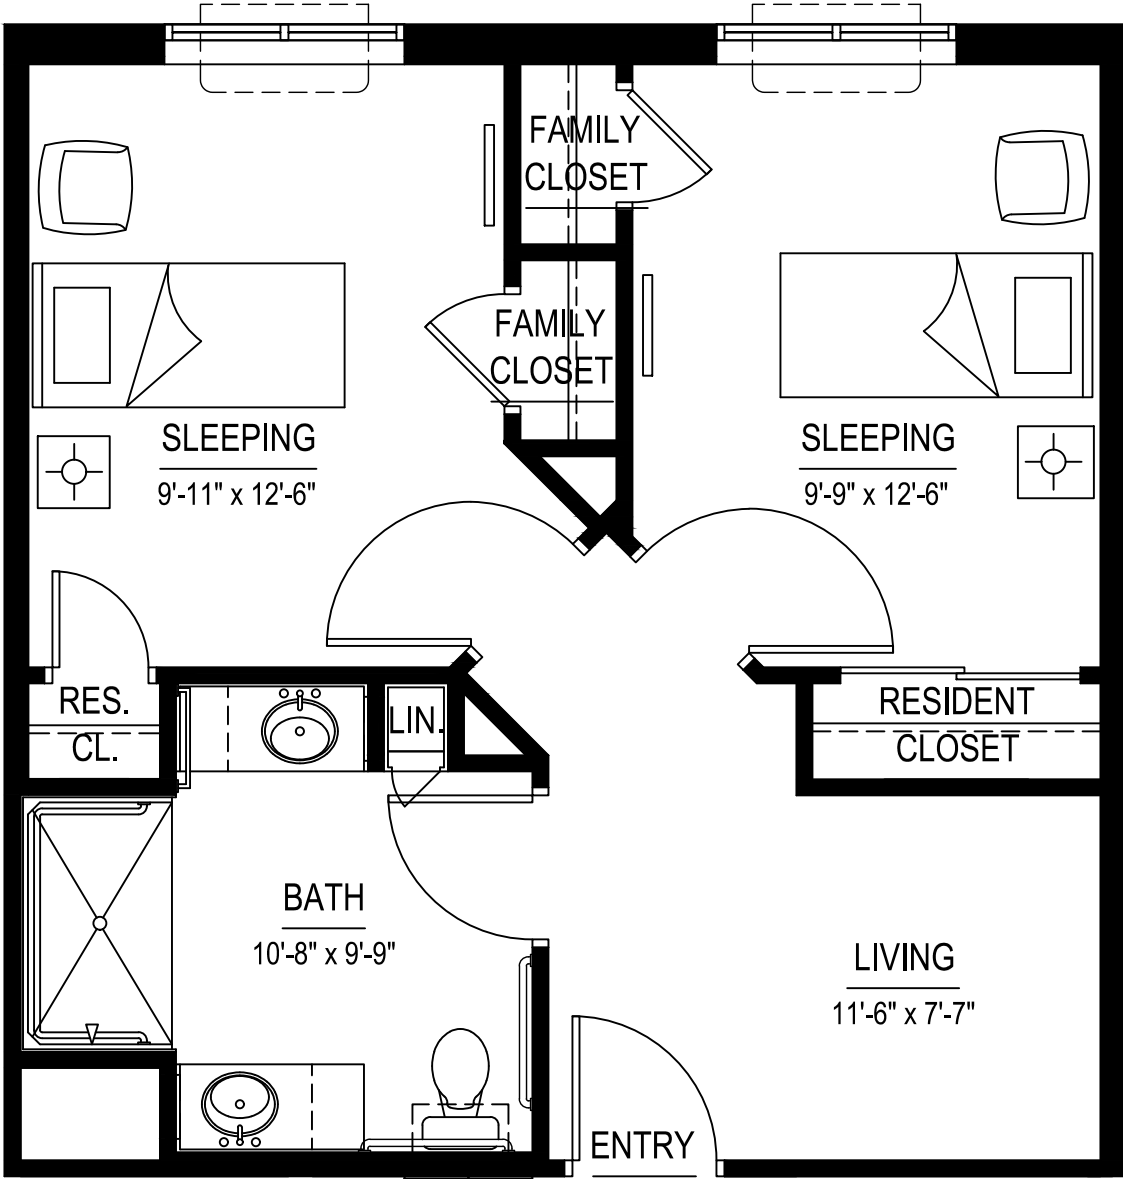 FAMILY
CLOSET
FAMILY
CLOSET
SLEEPING
9'-11" x 12'-6"
SLEEPING
9'-9" x 12'-6"
RES.
CL.
LIN.
RESIDENT
CLOSET
BATH
10'-8" x 9'-9"
LIVING
11'-6" x 7'-7"
ENTRY